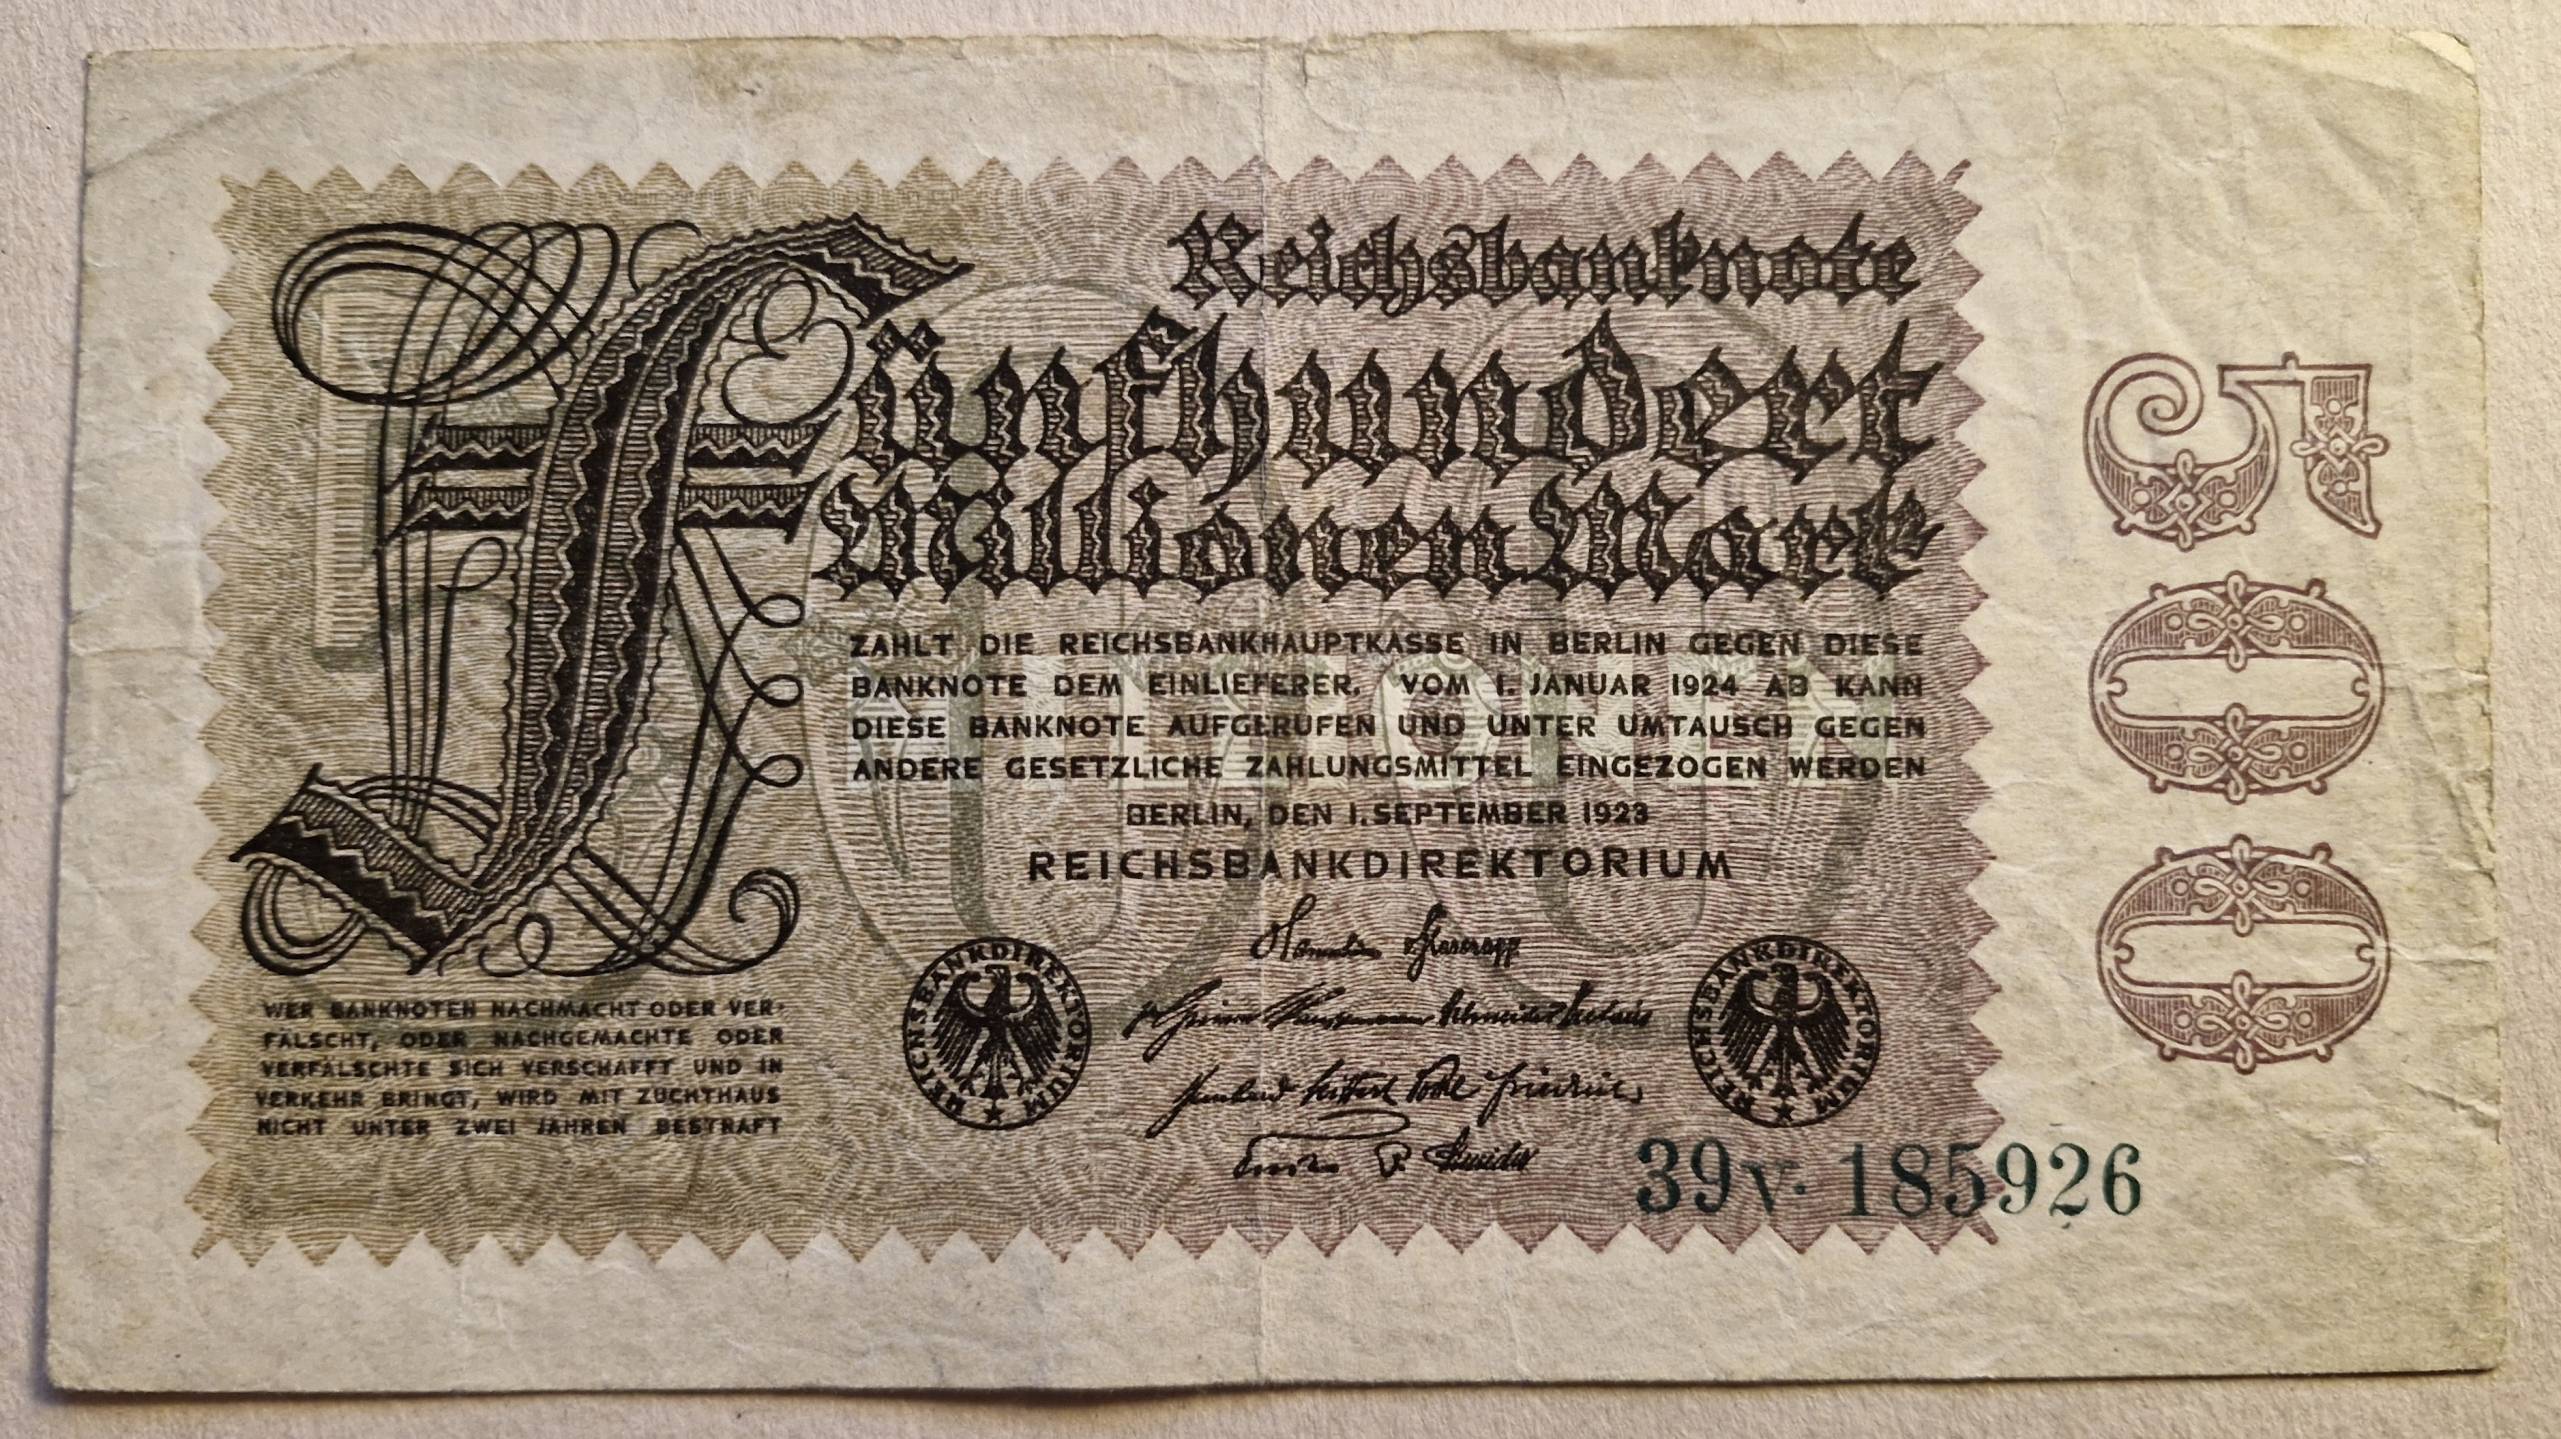 Reichsbanknote
Fünfhundert
Millionen Mark
ZAHLT DIE REICHSBANKHAUPTKASSE IN BERLIN GEGEN DIESE
BANKNOTE DEM EINLIEFERER. VOM 1. JANUAR 1924 AB KANN
DIESE BANKNOTE AUFGERUFEN UND UNTER UMTAUSCH GEGEN
ANDERE GESETZLICHE ZAHLUNGSMITTEL EINGEZOGEN WERDEN
BERLIN, DEN 1. SEPTEMBER 1923
REICHSBANKDIREKTORIUM
REICHSBANKDIREKTORIUM
REICHSBANKDIREKTORIUM
WER BANKNOTEN NACHMACHT ODER VER-
FÄLSCHT, ODER NACHGEMACHTE ODER
VERFÄLSCHTE SICH VERSCHAFFT UND IN
VERKEHR BRINGT, WIRD MIT ZUCHTHAUS
NICHT UNTER ZWEI JAHREN BESTRAFT
39V· 185926
500
MILLIONEN